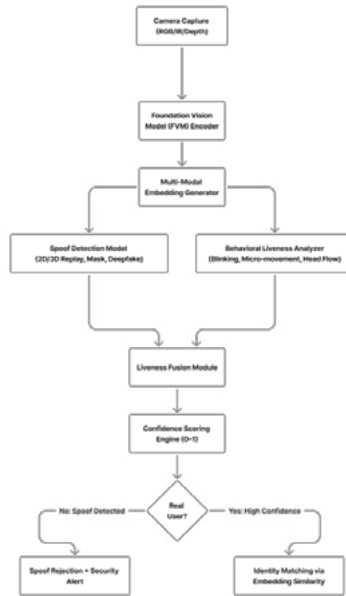 Camera Capture
(RGB/IR/Depth)
Foundation Vision
Model (FVM) Encoder
Multi-Modal
Embedding Generator
Spoof Detection Model
(2D/3D Replay, Mask, Deepfake)
Behavioral Liveness Analyzer
(Blinking, Micro-movement, Head Flow)
Liveness Fusion Module
Confidence Scoring
Engine (0–1)
Real
User?
No: Spoof Detected
Yes: High Confidence
Spoof Rejection + Security
Alert
Identity Matching via
Embedding Similarity